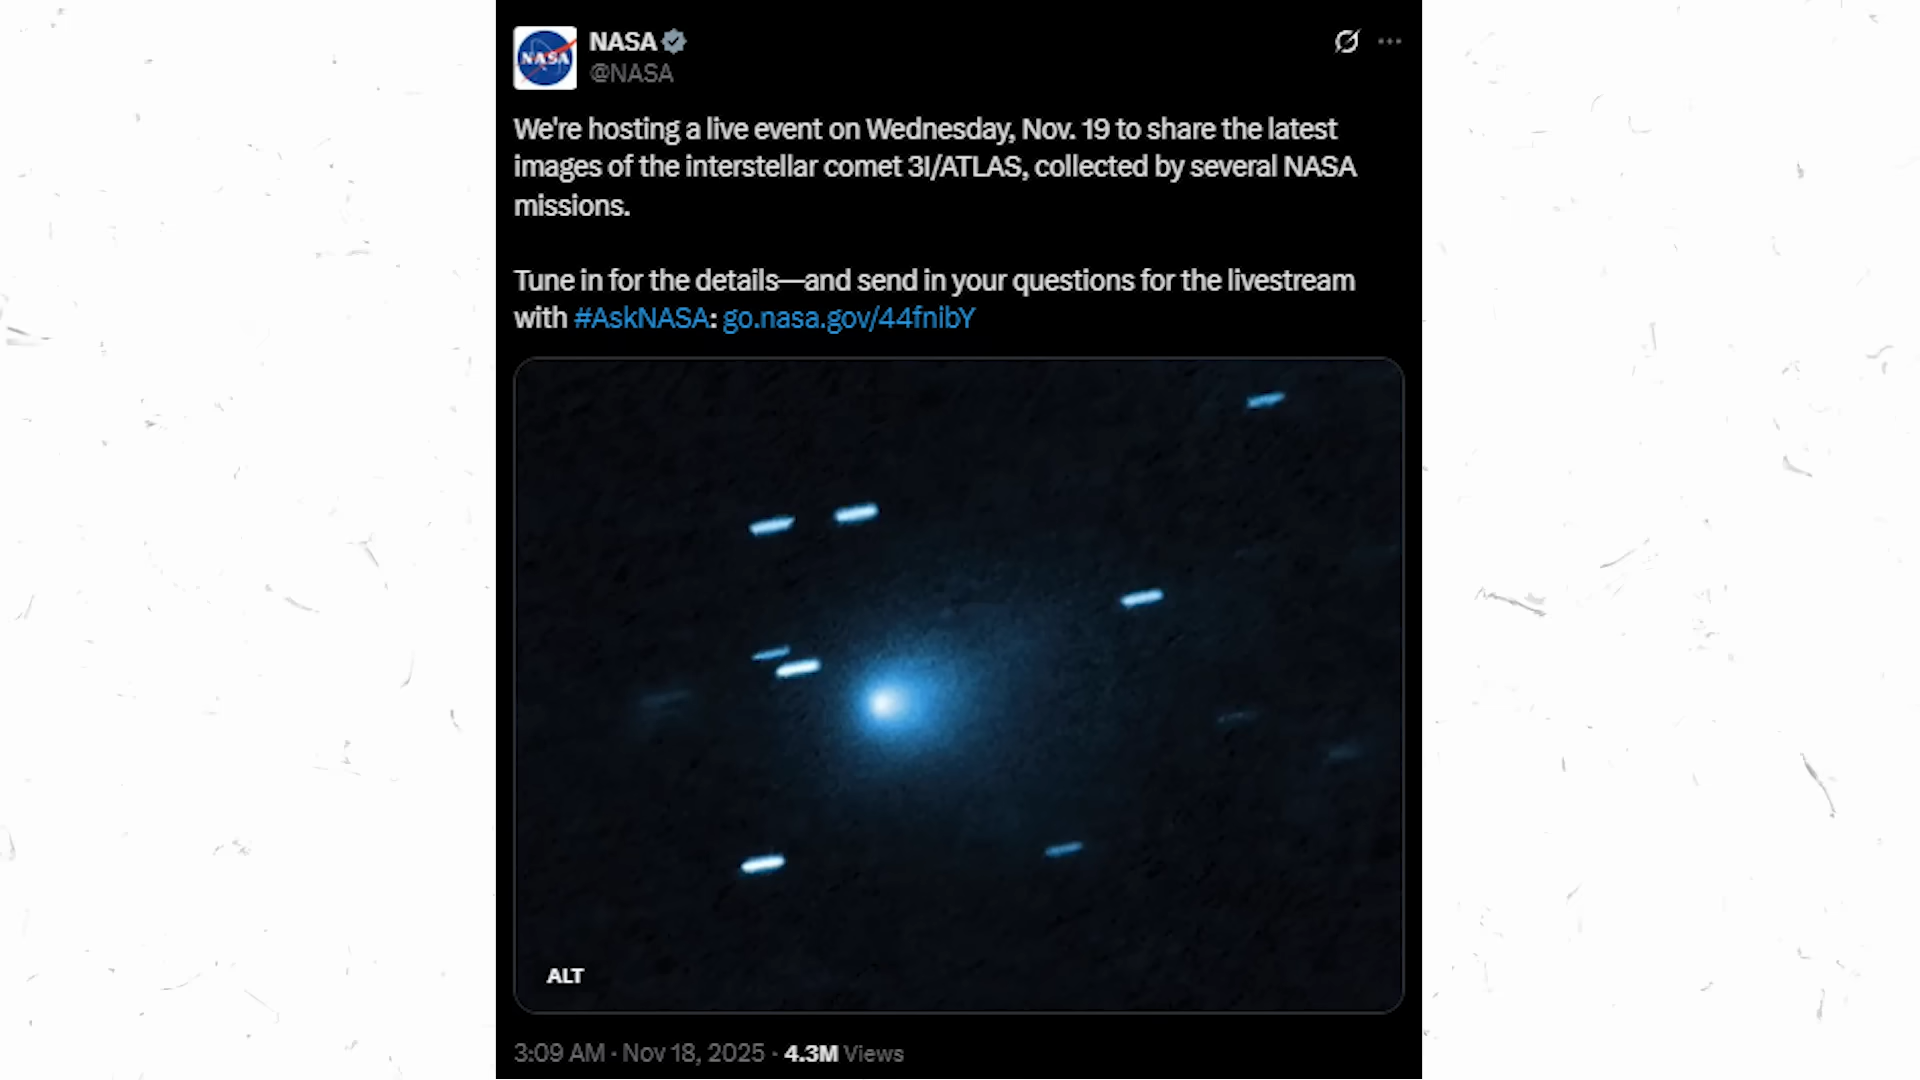 NASA
NASA
@NASA
We're hosting a live event on Wednesday, Nov. 19 to share the latest
images of the interstellar comet 3I/ATLAS, collected by several NASA
missions.
Tune in for the details—and send in your questions for the livestream
with #AskNASA: go.nasa.gov/44fnibY
ALT
3:09 AM · Nov 18, 2025 · 4.3M Views